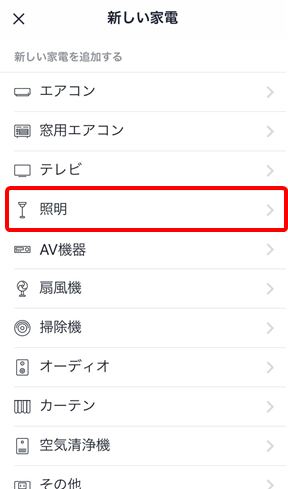 新しい家電
新しい家電を追加する
エアコン
窓用エアコン
テレビ
照明
AV機器
扇風機
掃除機
オーディオ
カーテン
空気清浄機
その他